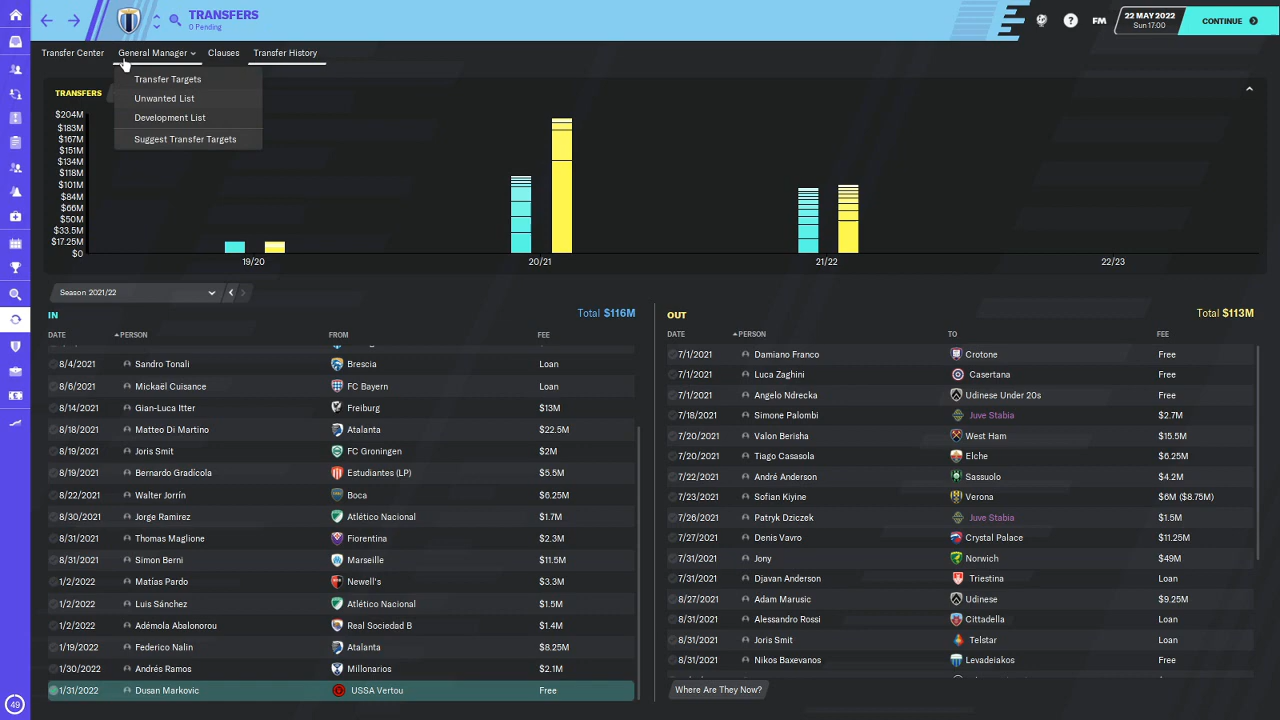 TRANSFERS
0 Pending
FM
22 MAY 2022
Sun 17:00
CONTINUE
Transfer Center
General Manager
Clauses
Transfer History
Transfer Targets
Unwanted List
Development List
Suggest Transfer Targets
TRANSFERS
$204M
$183M
$167M
$151M
$134M
$118M
$101M
$84M
$66M
$50M
$33.5M
$17.25M
$0
19/20
20/21
21/22
22/23
Season 2021/22
IN
Total $116M
DATE PERSON FROM FEE
8/4/2021 Sandro Tonali Brescia Loan
8/6/2021 Mickaël Cuisance FC Bayern Loan
8/14/2021 Gian-Luca Itter Freiburg $13M
8/18/2021 Matteo Di Martino Atalanta $22.5M
8/19/2021 Joris Smit FC Groningen $2M
8/19/2021 Bernardo Gradícola Estudiantes (LP) $5.5M
8/22/2021 Walter Jorrín Boca $6.25M
8/30/2021 Jorge Ramirez Atlético Nacional $1.7M
8/31/2021 Thomas Maglione Fiorentina $2.3M
8/31/2021 Simon Berni Marseille $11.5M
1/2/2022 Matías Pardo Newell's $3.3M
1/2/2022 Luis Sánchez Atlético Nacional $1.5M
1/2/2022 Adémola Abalonorou Real Sociedad B $1.4M
1/19/2022 Federico Nalin Atalanta $8.25M
1/30/2022 Andrés Ramos Millonarios $2.1M
1/31/2022 Dusan Markovic USSA Vertou Free
OUT
Total $113M
DATE PERSON TO FEE
7/1/2021 Damiano Franco Crotone Free
7/1/2021 Luca Zaghini Casertana Free
7/1/2021 Angelo Ndrecka Udinese Under 20s Free
7/18/2021 Simone Palombi Juve Stabia $2.7M
7/20/2021 Valon Berisha West Ham $15.5M
7/20/2021 Tiago Casasola Elche $6.25M
7/22/2021 André Anderson Sassuolo $4.2M
7/23/2021 Sofian Kiyine Verona $6M ($8.75M)
7/26/2021 Patryk Dziczek Juve Stabia $1.5M
7/27/2021 Denis Vavro Crystal Palace $11.25M
7/31/2021 Jony Norwich $49M
7/31/2021 Djavan Anderson Triestina Loan
8/27/2021 Adam Marusic Udinese $9.25M
8/31/2021 Alessandro Rossi Cittadella Loan
8/31/2021 Joris Smit Telstar Loan
8/31/2021 Nikos Baxevanos Levadeiakos Free
Where Are They Now?
49